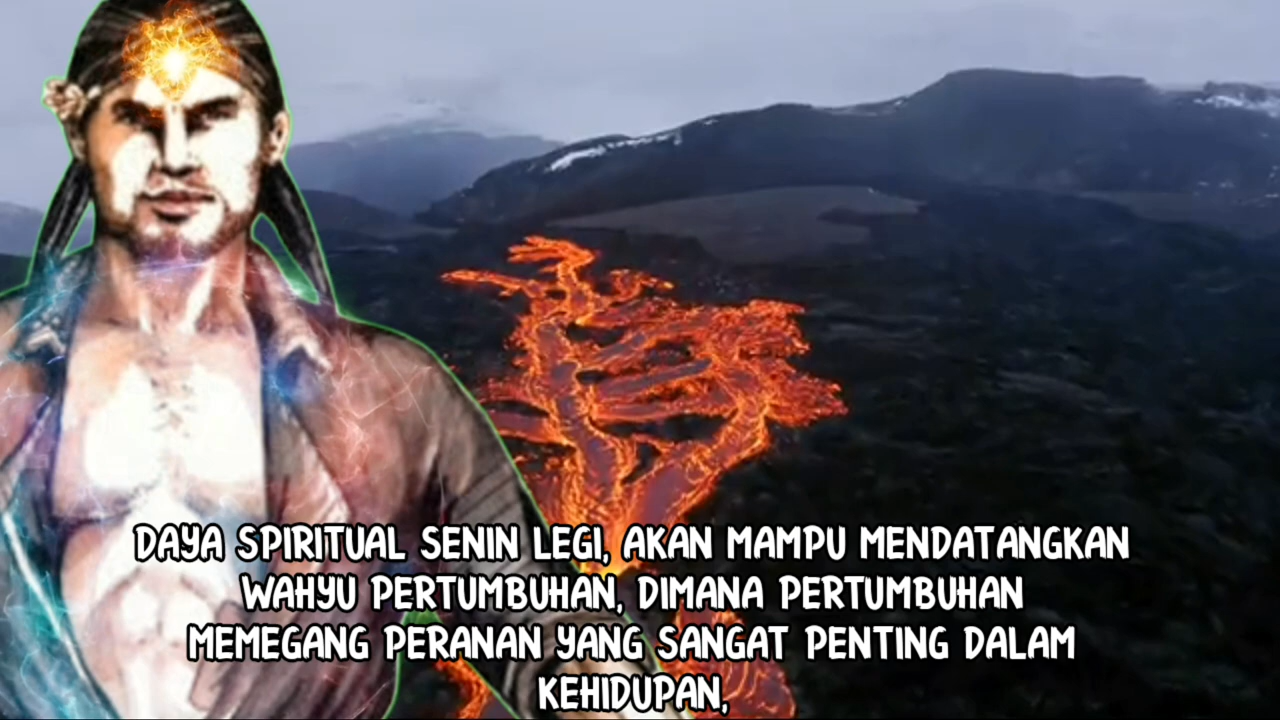 DAYA SPIRITUAL SENIN LEGI, AKAN MAMPU MENDATANGKAN
WAHYU PERTUMBUHAN, DIMANA PERTUMBUHAN
MEMEGANG PERANAN YANG SANGAT PENTING DALAM
KEHIDUPAN,